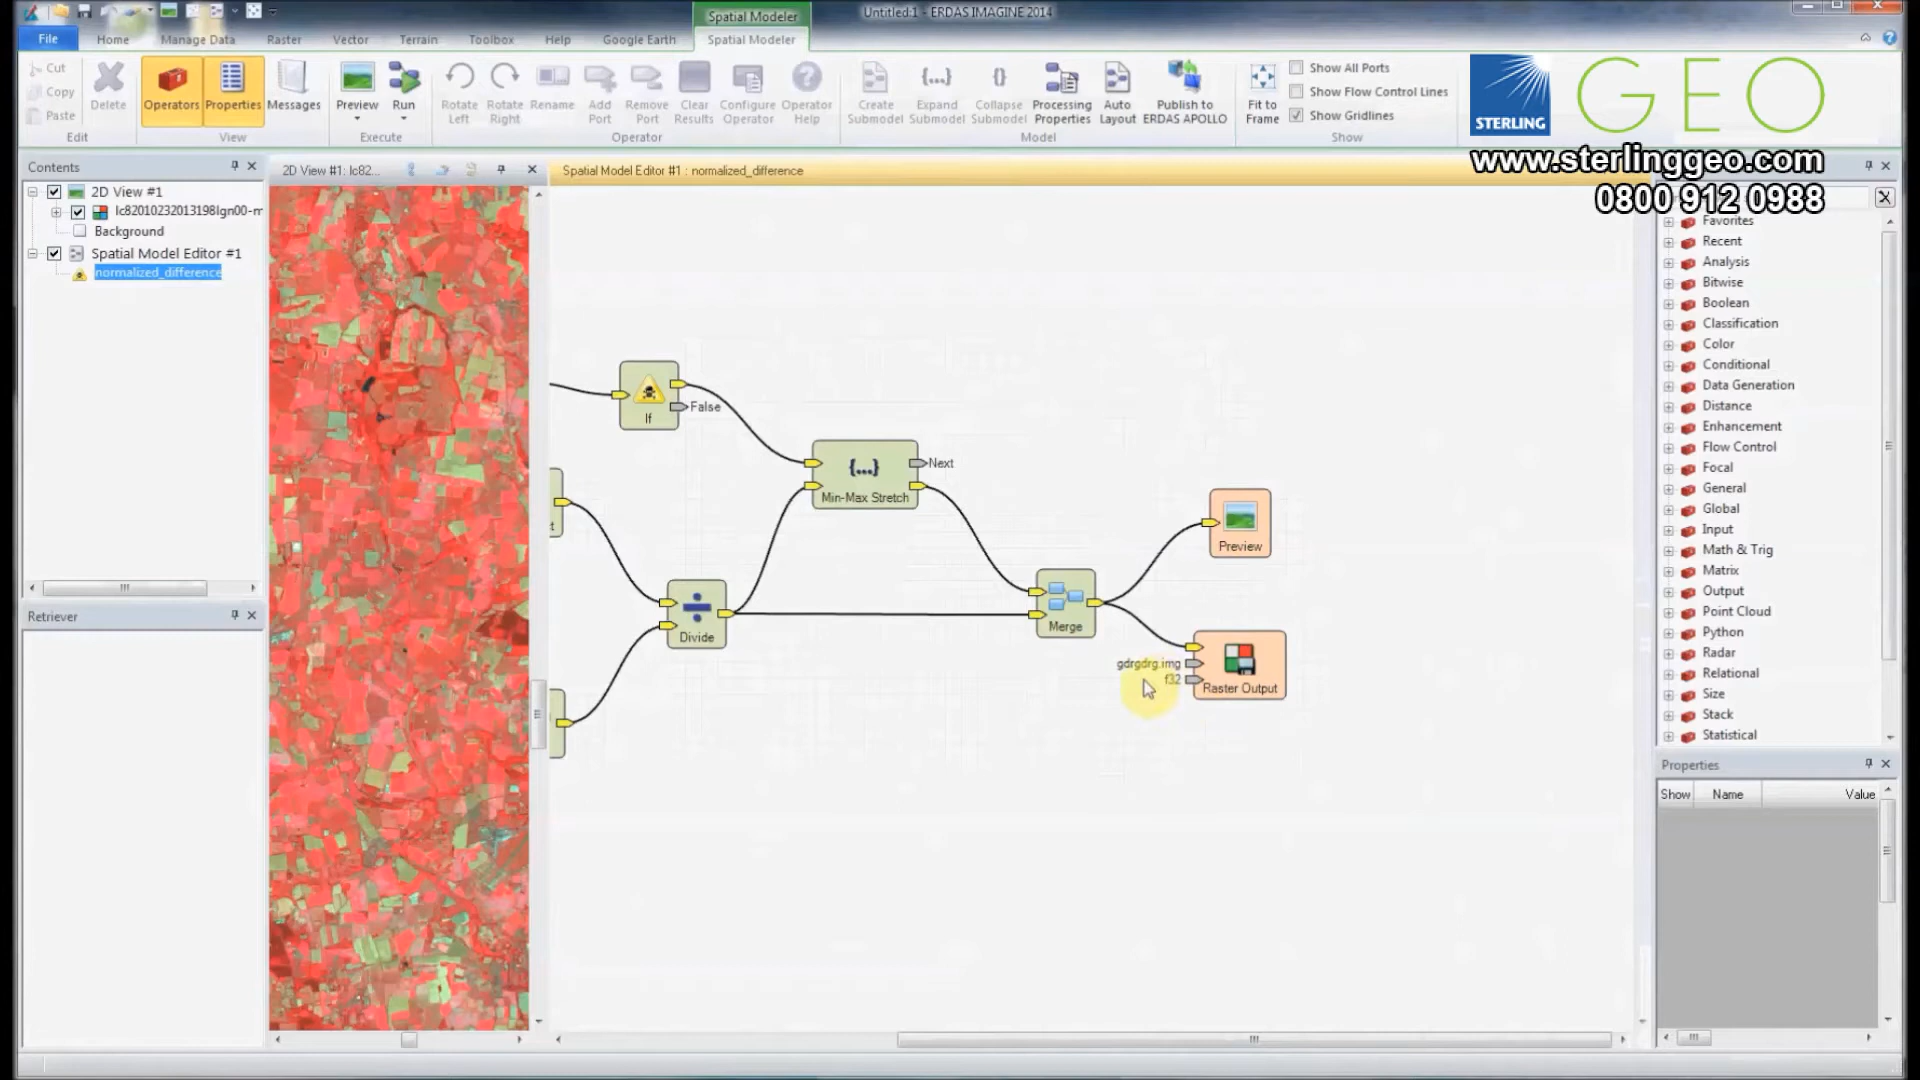 Spatial Modeler
Untitled:1 - ERDAS IMAGINE 2014
File
Home
Manage Data
Raster
Vector
Terrain
Toolbox
Help
Google Earth
Spatial Modeler
Cut
Copy
Paste
Delete
Operators
Properties
Messages
Preview
Run
Rotate Left
Rotate Right
Rename
Add Port
Remove Port
Clear Results
Configure Operator
Operator Help
Create Submodel
Expand Submodel
Collapse Submodel
Processing Properties
Auto Layout
Publish to ERDAS APOLLO
Fit to Frame
Show All Ports
Show Flow Control Lines
Show Gridlines
Edit
View
Execute
Operator
Model
Show
STERLING
GEO
www.sterlinggeo.com
0800 912 0988
Contents
2D View #1
lc82010232013198lgn00-m
Background
Spatial Model Editor #1
normalized_difference
Retriever
2D View #1: lc82...
Spatial Model Editor #1 : normalized_difference
If
False
Min-Max Stretch
Next
t
Divide
Merge
Preview
gdrgdrg.img
f32
Raster Output
Favorites
Recent
Analysis
Bitwise
Boolean
Classification
Color
Conditional
Data Generation
Distance
Enhancement
Flow Control
Focal
General
Global
Input
Math & Trig
Matrix
Output
Point Cloud
Python
Radar
Relational
Size
Stack
Statistical
Properties
Show
Name
Value